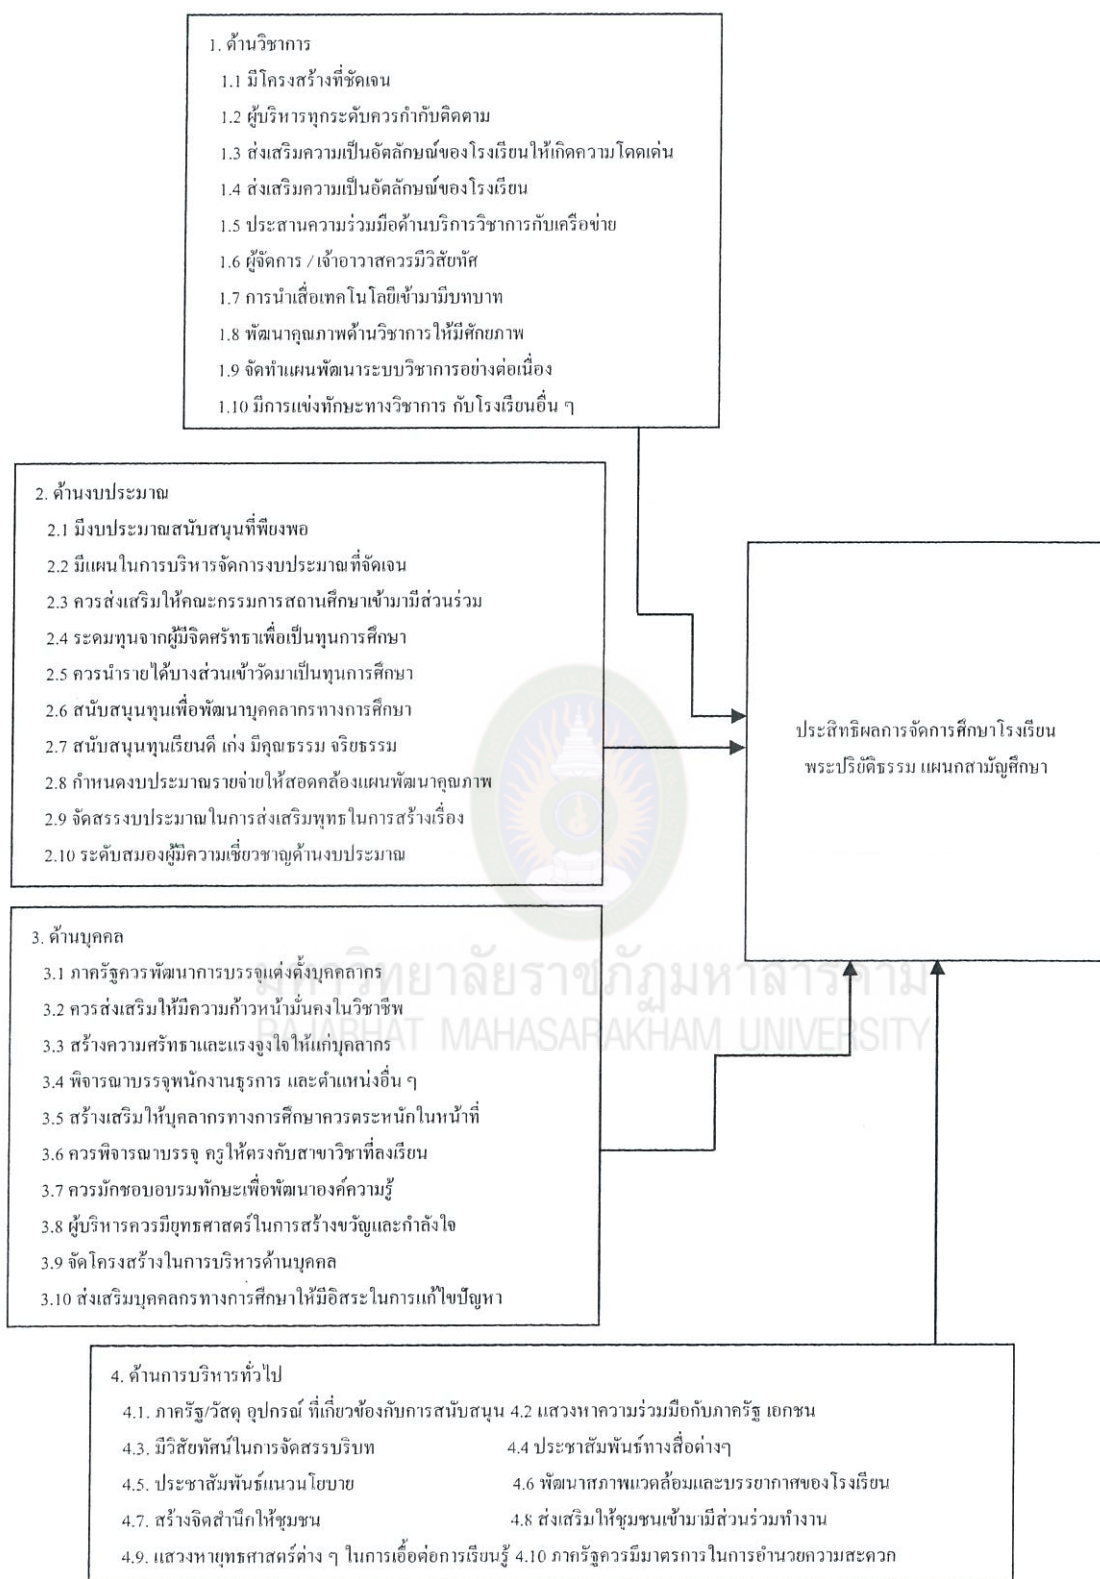 1. ด้านวิชาการ
1.1 มีโครงสร้างที่ชัดเจน
1.2 ผู้บริหารทุกระดับควรกำกับติดตาม
1.3 ส่งเสริมความเป็นอัตลักษณ์ของโรงเรียนให้เกิดความโดดเด่น
1.4 ส่งเสริมความเป็นอัตลักษณ์ของโรงเรียน
1.5 ประสานความร่วมมือด้านบริการวิชาการกับเครือข่าย
1.6 ผู้จัดการ / เจ้าอาวาสควรมีวิสัยทัศ
1.7 การนำเสื่อเทคโนโลยีเข้ามามีบทบาท
1.8 พัฒนาคุณภาพด้านวิชาการให้มีศักยภาพ
1.9 จัดทำแผนพัฒนาระบบวิชาการอย่างต่อเนื่อง
1.10 มีการแข่งทักษะทางวิชาการ กับโรงเรียนอื่น ๆ
2. ด้านงบประมาณ
2.1 มีงบประมาณสนับสนุนที่พียงพอ
2.2 มีแผนในการบริหารจัดการงบประมาณที่จัดเจน
2.3 ควรส่งเสริมให้คณะกรรมการสถานศึกษาเข้ามามีส่วนร่วม
2.4 ระดมทุนจากผู้มีจิตศรัทธาเพื่อเป็นทุนการศึกษา
2.5 ควรนำรายได้บางส่วนเข้าวัดมาเป็นทุนการศึกษา
2.6 สนับสนุนทุนเพื่อพัฒนาบุคคลากรทางการศึกษา
2.7 สนับสนุนทุนเรียนดี เก่ง มีคุณธรรม จริยธรรม
2.8 กำหนดงบประมาณรายจ่ายให้สอดคล้องแผนพัฒนาคุณภาพ
2.9 จัดสรรงบประมาณในการส่งเสริมพุทธในการสร้างเรื่อง
2.10 ระดับสมองผู้มีความเชี่ยวชาญด้านงบประมาณ
ประสิทธิผลการจัดการศึกษาโรงเรียน
พระปริยัติธรรม แผนกสามัญศึกษา
3. ด้านบุคคล
3.1 ภาครัฐควรพัฒนาการบรรจุแต่งตั้งบุคคลากร
3.2 ควรส่งเสริมให้มีความก้าวหน้ามั่นคงในวิชาชีพ
3.3 สร้างความศรัทธาและแรงจูงใจให้แก่บุคลากร
3.4 พิจารณาบรรจุพนักงานธุรการ และตำแหน่งอื่น ๆ
3.5 สร้างเสริมให้บุคลากรทางการศึกษาควรตระหนักในหน้าที่
3.6 ควรพิจารณาบรรจุ ครูให้ตรงกับสาขาวิชาที่ลงเรียน
3.7 ควรมักชอบอบรมทักษะเพื่อพัฒนาองค์ความรู้
3.8 ผู้บริหารควรมียุทธศาสตร์ในการสร้างขวัญและกำลังใจ
3.9 จัดโครงสร้างในการบริหารด้านบุคคล
3.10 ส่งเสริมบุคคลกรทางการศึกษาให้มีอิสระในการแก้ไขปัญหา
มหาวิทยาลัยราชภัฏมหาสารคาม
RAJABHAT MAHASARAKHAM UNIVERSITY
4. ด้านการบริหารทั่วไป
4.1. ภาครัฐ/วัสดุ อุปกรณ์ ที่เกี่ยวข้องกับการสนับสนุน 4.2 แสวงหาความร่วมมือกับภาครัฐ เอกชน
4.3. มีวิสัยทัศน์ในการจัดสรรบริบท 4.4 ประชาสัมพันธ์ทางสื่อต่างๆ
4.5. ประชาสัมพันธ์แนวนโยบาย 4.6 พัฒนาสภาพแวดล้อมและบรรยากาศของโรงเรียน
4.7. สร้างจิตสำนึกให้ชุมชน 4.8 ส่งเสริมให้ชุมชนเข้ามามีส่วนร่วมทำงาน
4.9. แสวงหายุทธศาสตร์ต่าง ๆ ในการเอื้อต่อการเรียนรู้ 4.10 ภาครัฐควรมีมาตรการในการอำนวยความสะดวก